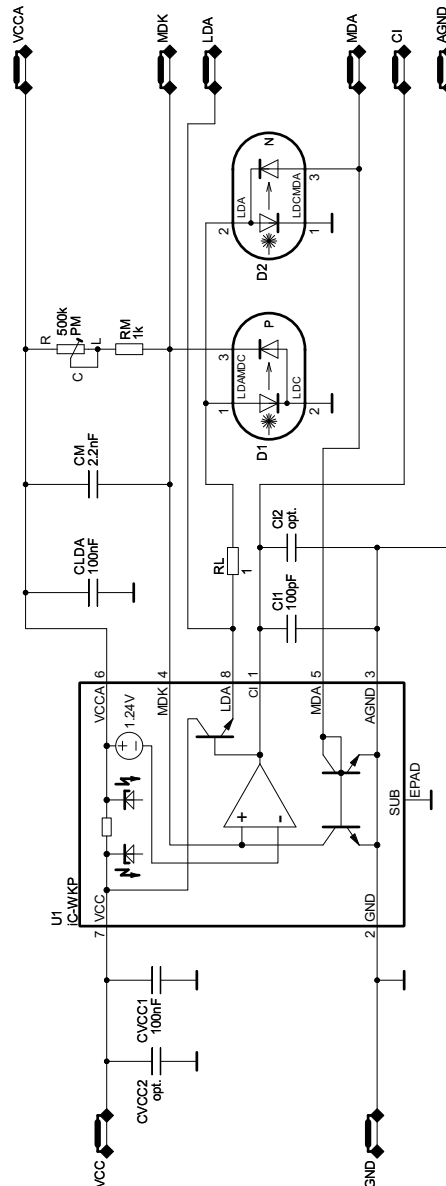 VCCA
MDK
LDA
MDA
CI
AGND
R
500k
PM
C
L
RM
1k
CM
2.2nF
CLDA
100nF
LDA
N
2
3
1
LDCMDA
D2
P
3
1
LDAMDC
LDC
2
D1
RL
1
CI2
opt.
CI1
100pF
6
4
8
1
5
3
VCCA
MDK
LDA
CI
MDA
AGND
1.24V
+
-
+
-
SUB
EPAD
U1
iC-WKP
VCC
7
GND
2
CVCC1
100nF
CVCC2
opt.
VCC
GND